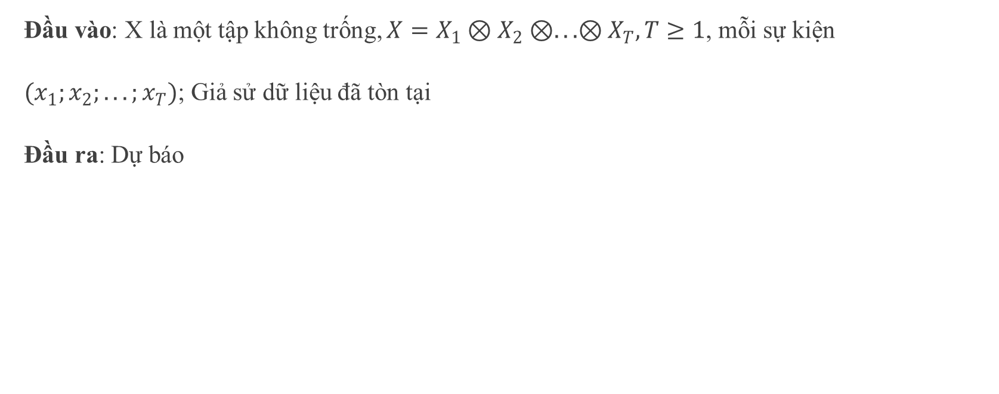 Đầu vào: X là một tập không trống, X = X₁ ⊗ X₂ ⊗…⊗ X_T, T ≥ 1, mỗi sự kiện
(x₁; x₂; …; x_T); Giả sử dữ liệu đã tòn tại
Đầu ra: Dự báo